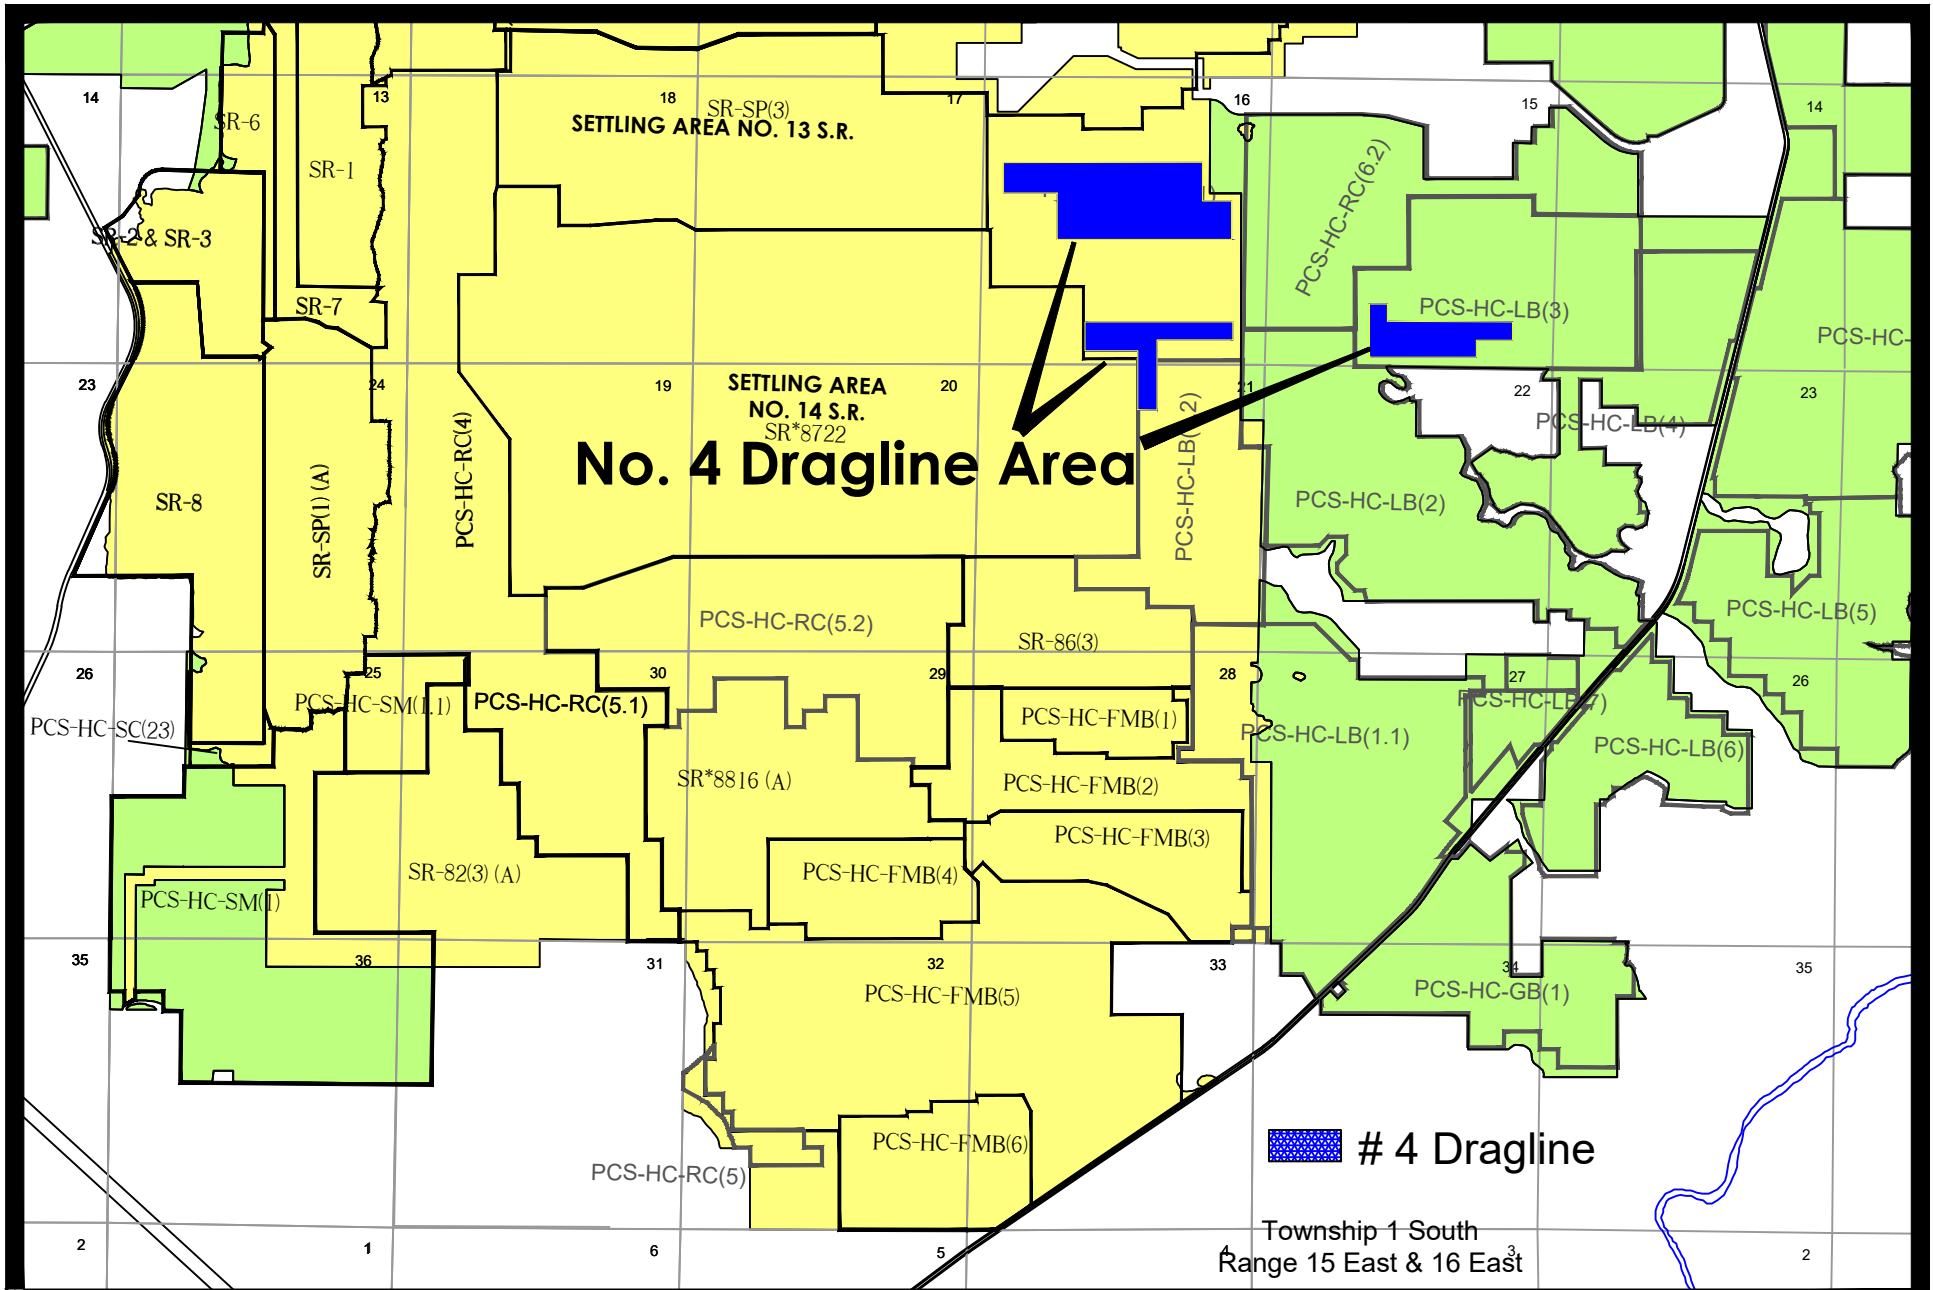 14
13
18
17
16
15
14
SR-6
SR-SP(3)
SETTLING AREA NO. 13 S.R.
SR-1
PCS-HC-RC(6.2)
SR-2 & SR-3
SR-7
PCS-HC-LB(3)
PCS-HC-
23
24
19
20
21
22
23
SETTLING AREA
NO. 14 S.R.
SR*8722
No. 4 Dragline Area
PCS-HC-RC(4)
PCS-HC-LB( 2)
PCS-HC-LB(4)
SR-8
SR-SP(1) (A)
PCS-HC-LB(2)
PCS-HC-RC(5.2)
SR-86(3)
PCS-HC-LB(5)
26
25
30
29
28
27
26
PCS-HC-SC(23)
PCS-HC-SM(1.1)
PCS-HC-RC(5.1)
PCS-HC-FMB(1)
PCS-HC-LB(1.1)
PCS-HC-LB(7)
PCS-HC-LB(6)
SR*8816 (A)
PCS-HC-FMB(2)
PCS-HC-FMB(3)
SR-82(3) (A)
PCS-HC-FMB(4)
PCS-HC-SM(1)
35
36
31
32
33
34
35
PCS-HC-FMB(5)
PCS-HC-GB(1)
PCS-HC-FMB(6)
PCS-HC-RC(5)
# 4 Dragline
Township 1 South
Range 15 East & 16 East
2
1
6
5
4
3
2